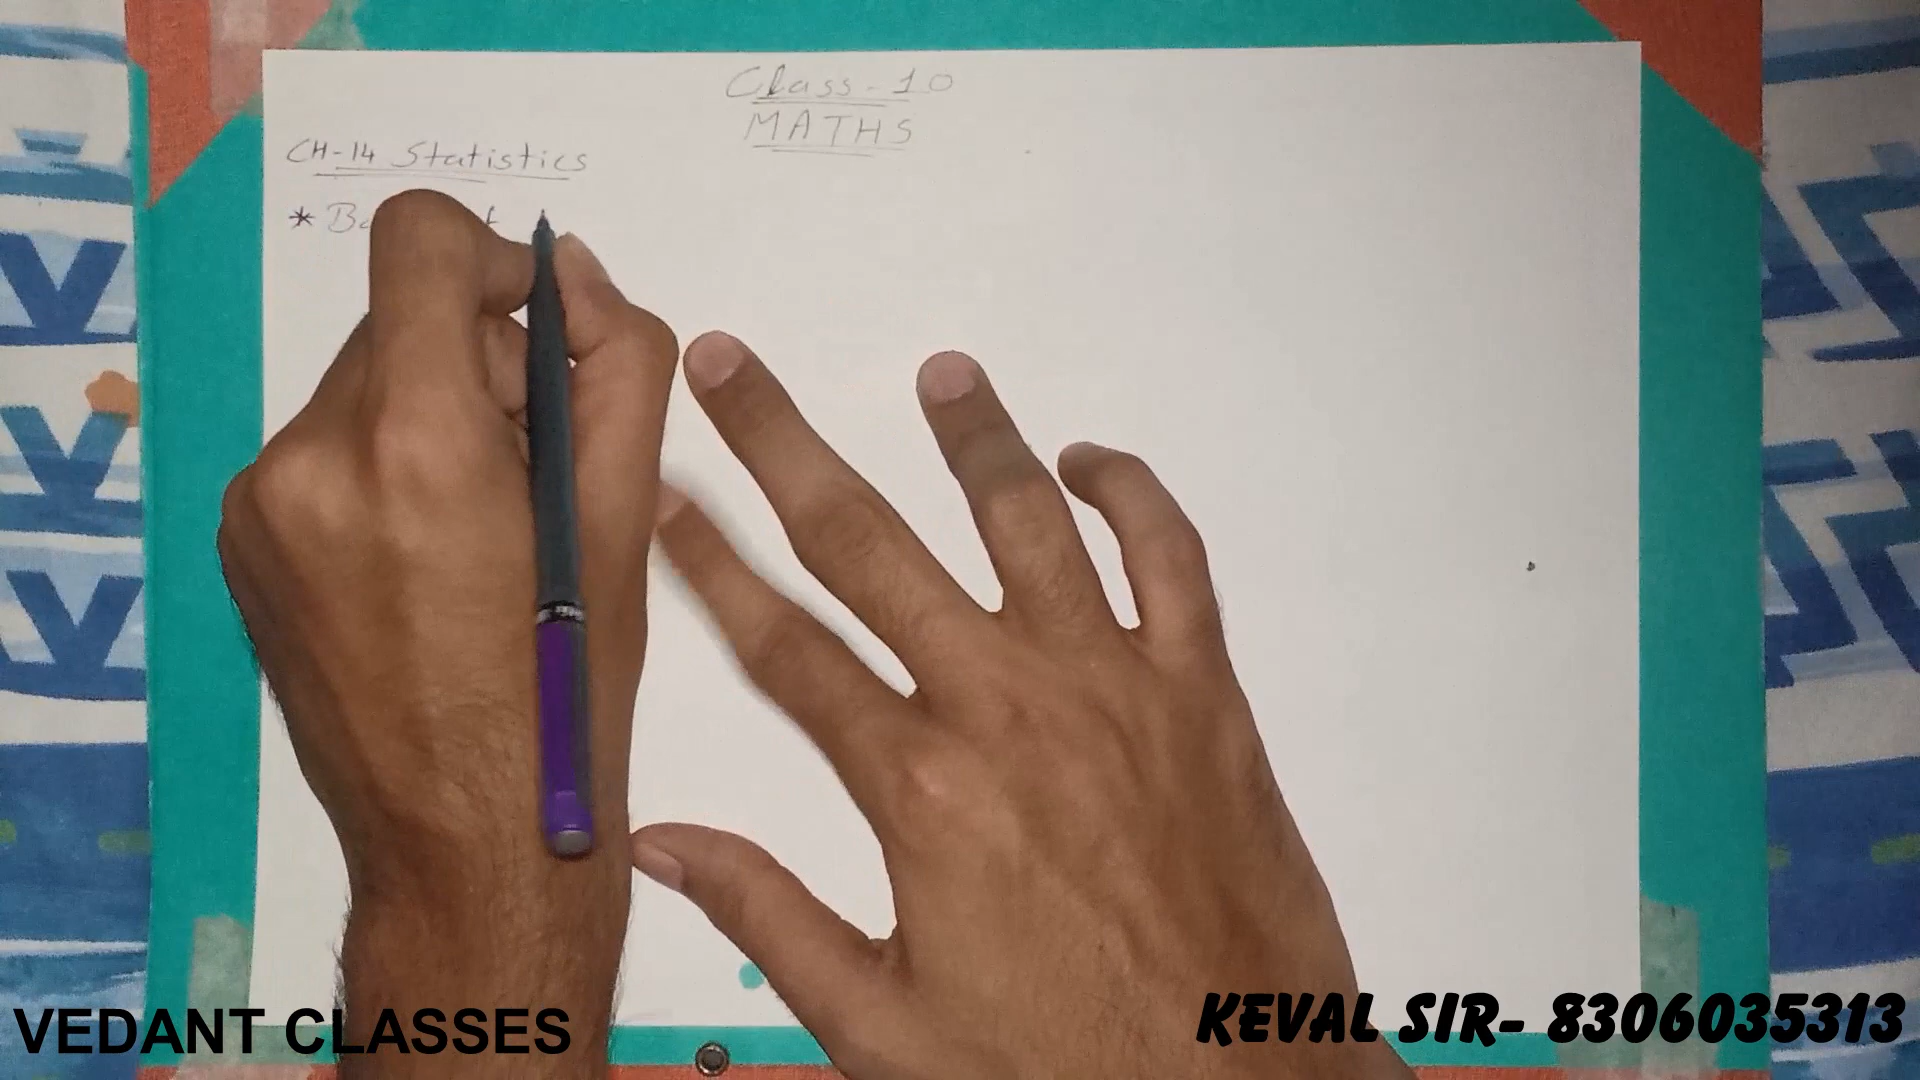 Class-10
MATHS
CH-14 Statistics
*
VEDANT CLASSES
KEVAL SIR- 8306035313